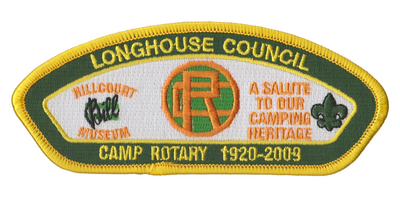 LONGHOUSE COUNCIL
HILLCOURT
Bill
MUSEUM
R
A SALUTE
TO OUR
CAMPING
HERITAGE
CAMP ROTARY 1920-2009